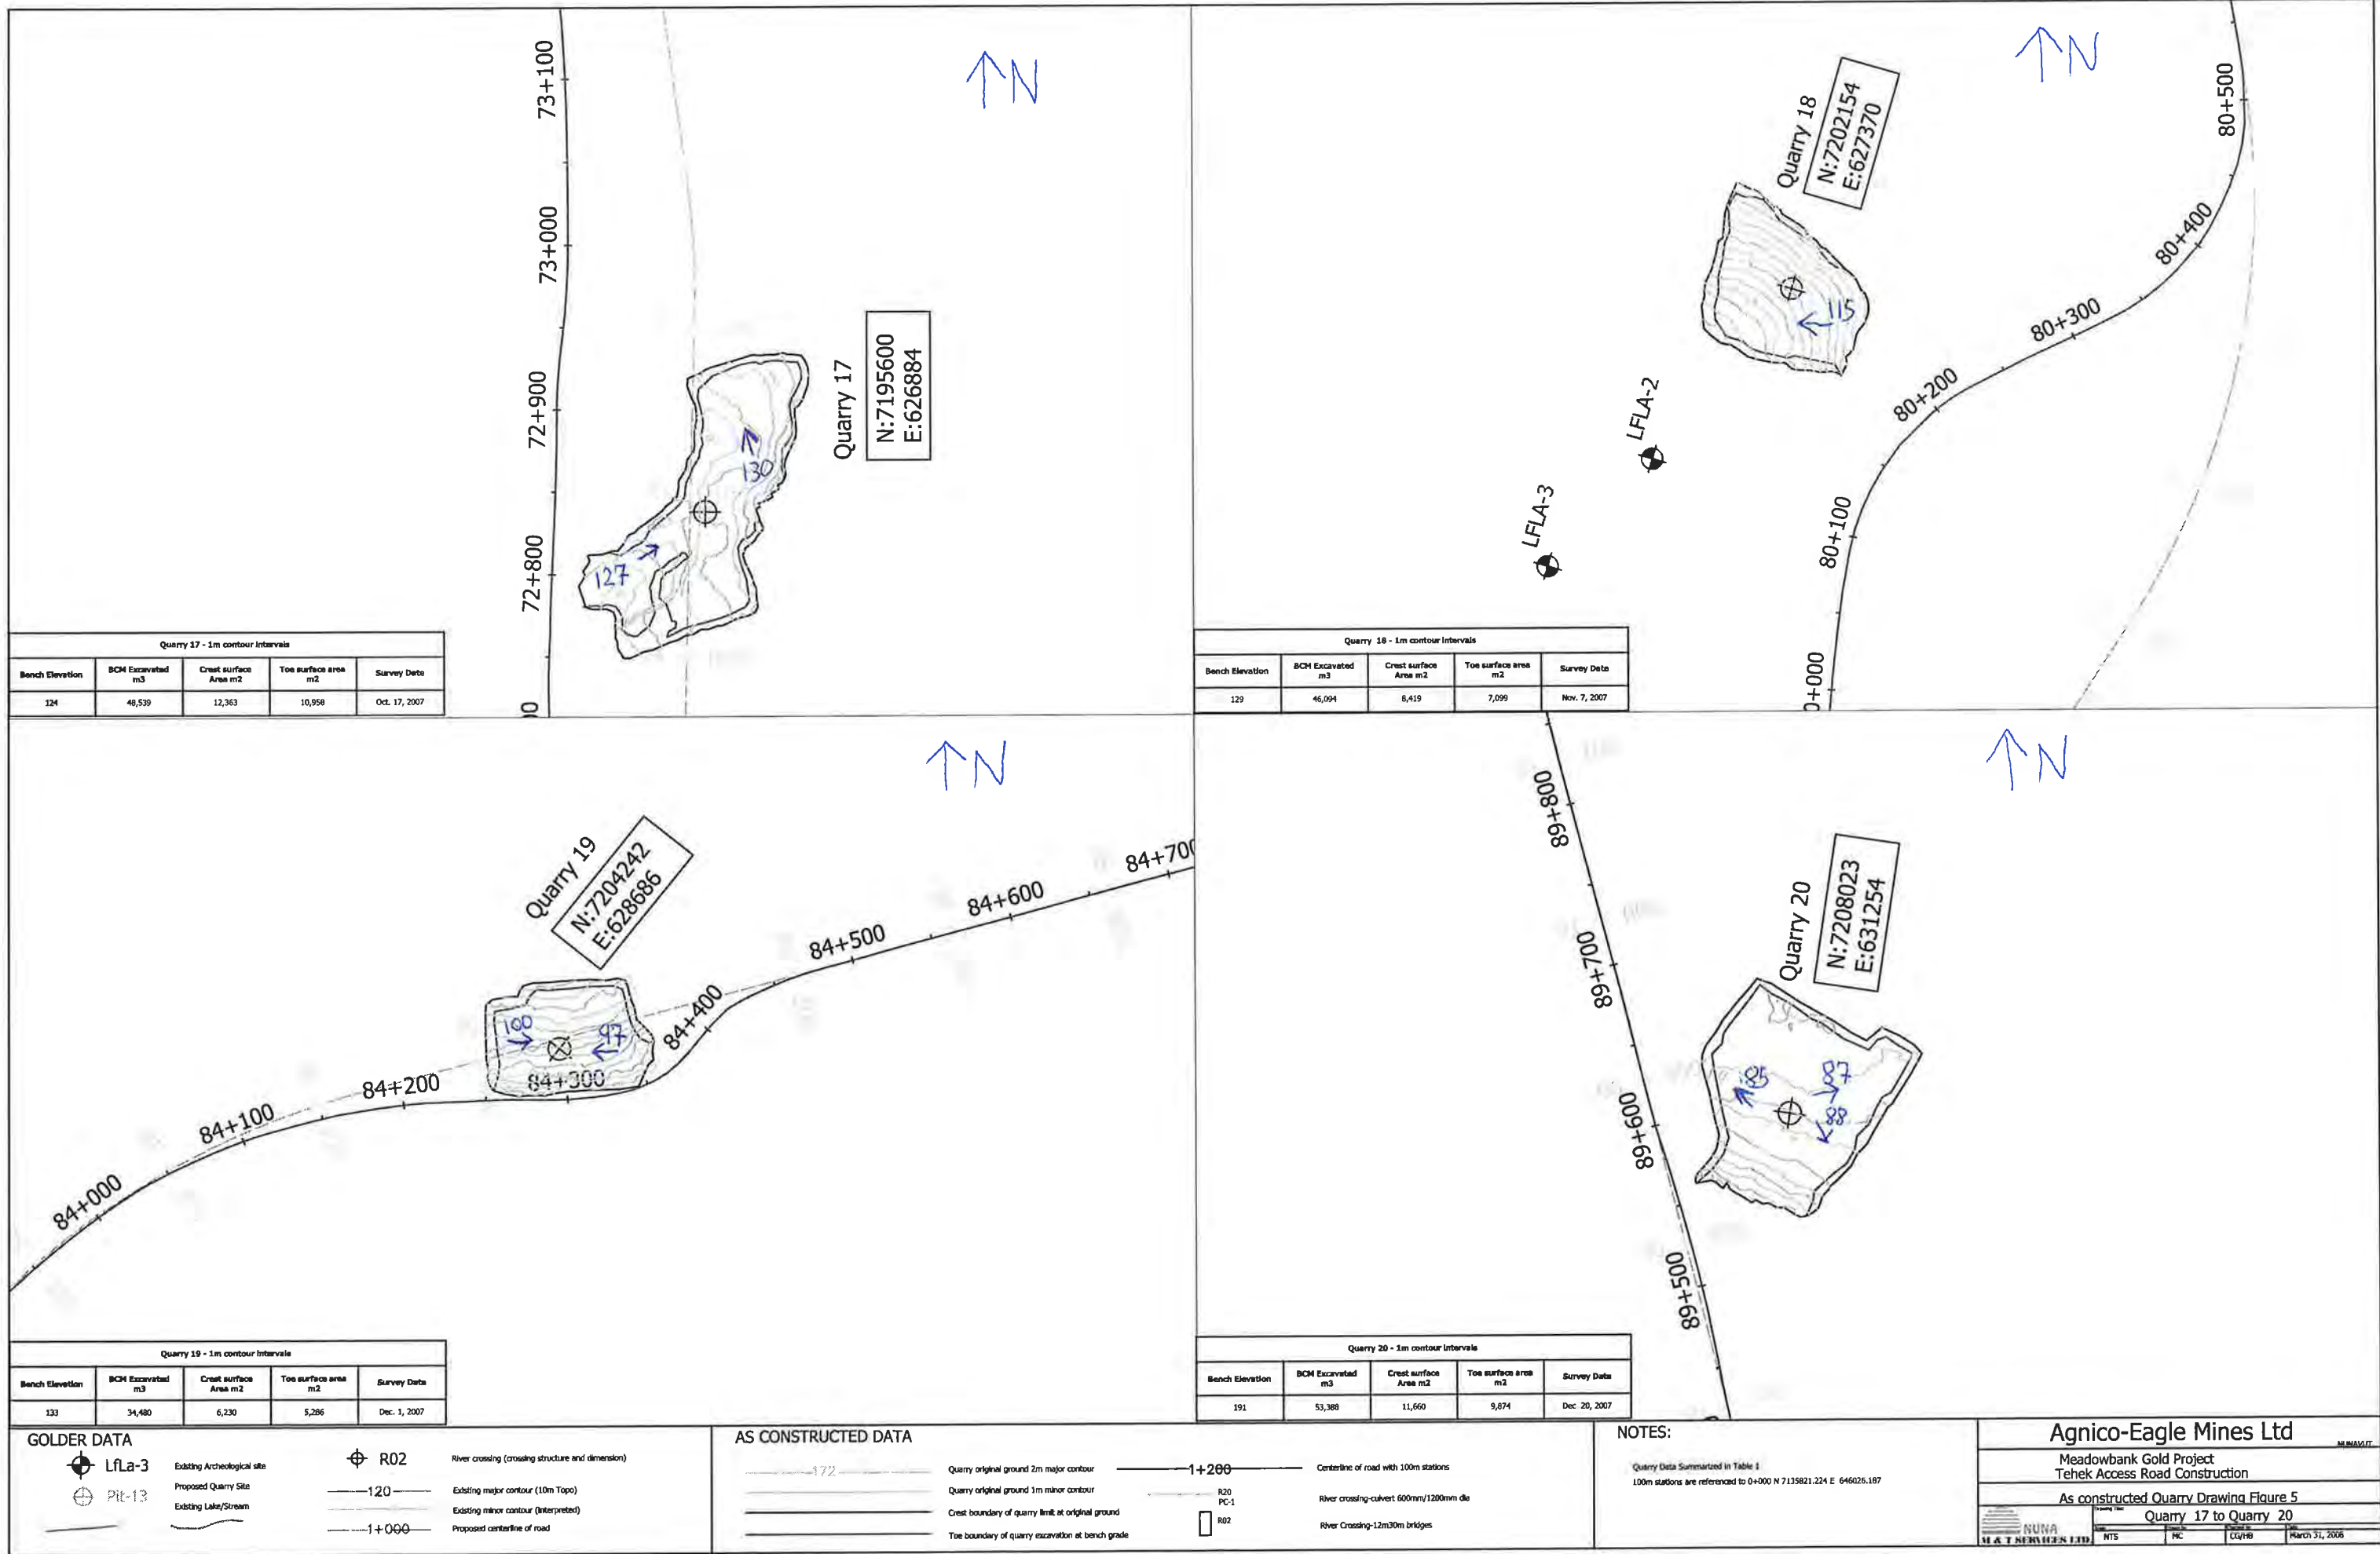 73+100
73+000
72+900
72+800
00
↑N
Quarry 17
N:7195600
E:626884
130
127
Quarry 17 - 1m contour intervals
Bench Elevation BCM Excavated m3 Crest surface Area m2 Toe surface area m2 Survey Date
124 48,539 12,363 10,958 Oct. 17, 2007
↑N
Quarry 18
N:7202154
E:627370
115
80+500
80+400
80+300
80+200
80+100
0+000
LFLA-2
LFLA-3
Quarry 18 - 1m contour intervals
Bench Elevation BCM Excavated m3 Crest surface Area m2 Toe surface area m2 Survey Date
129 46,094 8,419 7,099 Nov. 7, 2007
↑N
Quarry 19
N:7204242
E:628686
100
97
84+000
84+100
84+200
84+300
84+400
84+500
84+600
84+700
Quarry 19 - 1m contour intervals
Bench Elevation BCM Excavated m3 Crest surface Area m2 Toe surface area m2 Survey Date
133 34,480 6,230 5,286 Dec. 1, 2007
↑N
Quarry 20
N:7208023
E:631254
85
87
88
89+800
89+700
89+600
89+500
Quarry 20 - 1m contour intervals
Bench Elevation BCM Excavated m3 Crest surface Area m2 Toe surface area m2 Survey Date
191 53,388 11,660 9,874 Dec 20, 2007
GOLDER DATA
LfLa-3 Existing Archeological site
Pit-13 Proposed Quarry Site
Existing Lake/Stream
R02 River crossing (crossing structure and dimension)
120 Existing major contour (10m Topo)
Existing minor contour (Interpreted)
1+000 Proposed centerline of road
AS CONSTRUCTED DATA
172 Quarry original ground 2m major contour
Quarry original ground 1m minor contour
Crest boundary of quarry limit at original ground
Toe boundary of quarry excavation at bench grade
1+200 Centerline of road with 100m stations
R20
PC-1 River crossing-culvert 600mm/1200mm dia
R02 River Crossing-12m30m bridges
NOTES:
Quarry Data Summarized in Table 1
100m stations are referenced to 0+000 N 7135821.224 E 646026.187
Agnico-Eagle Mines Ltd
NUNAVUT
Meadowbank Gold Project
Tehek Access Road Construction
As constructed Quarry Drawing Figure 5
Quarry 17 to Quarry 20
NUNA
M & T SERVICES LTD
NTS MC CG/HB March 31, 2008